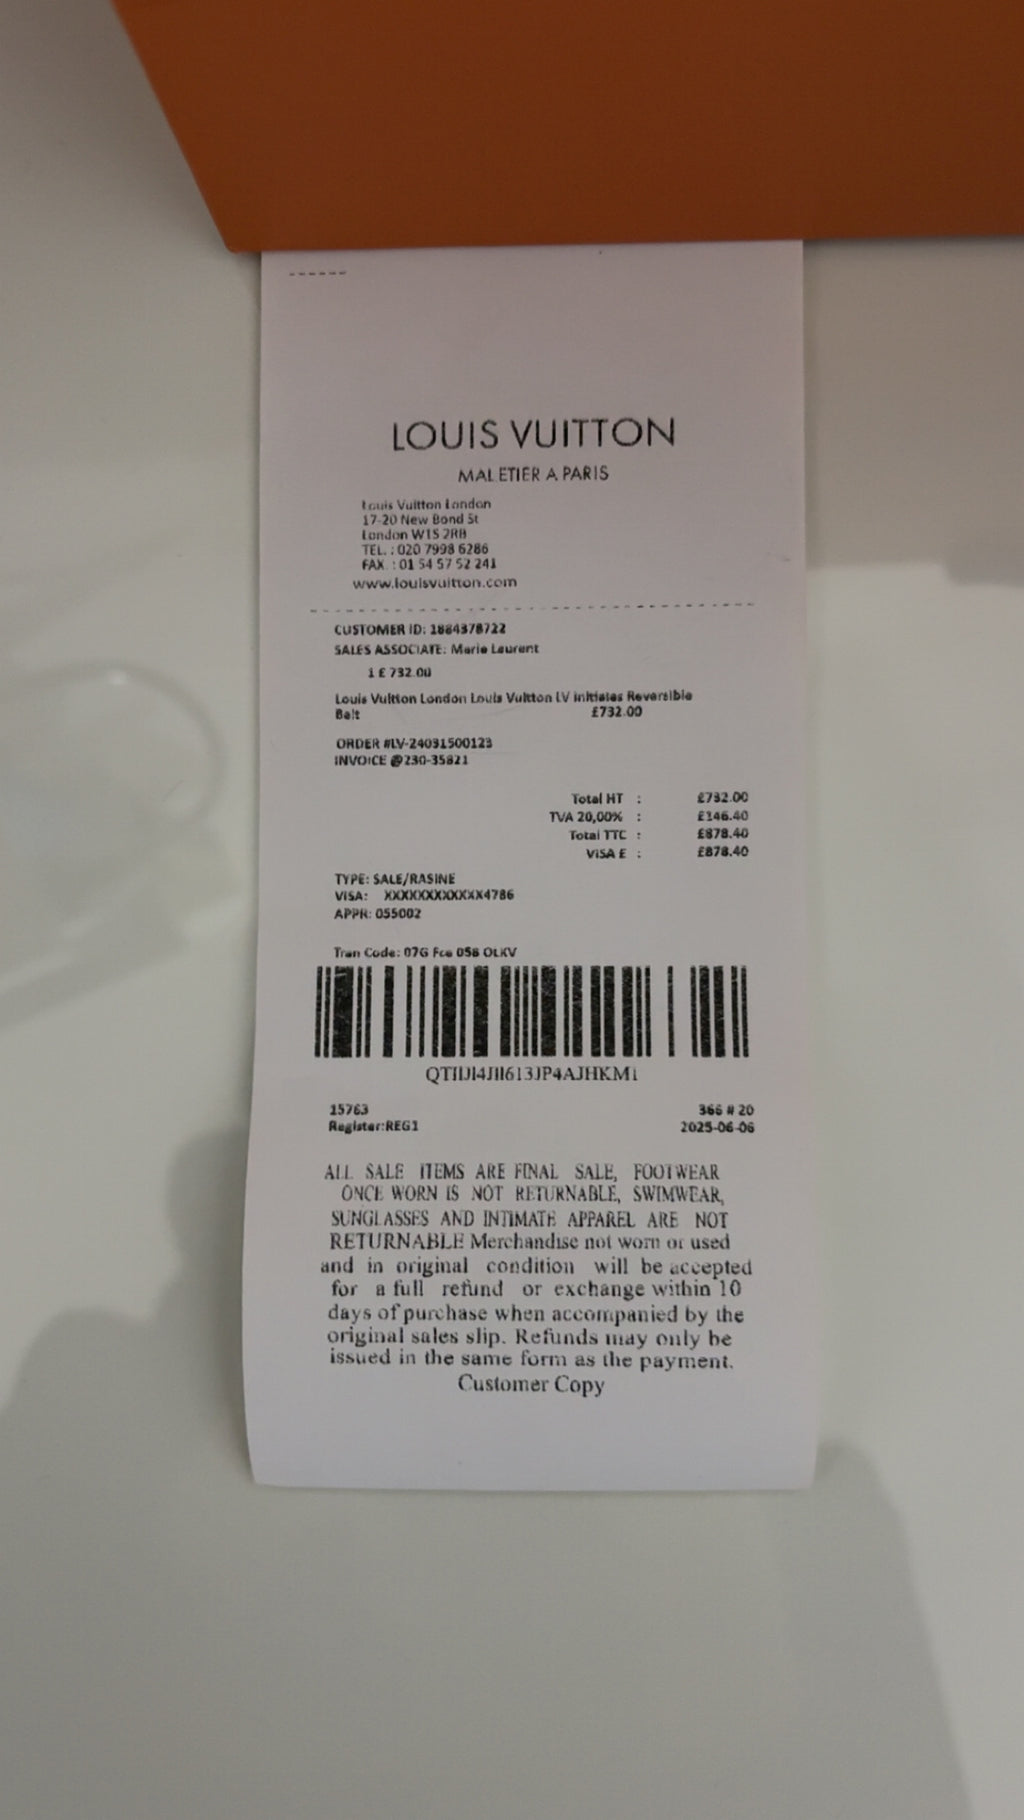 ------
LOUIS VUITTON
MALETIER A PARIS
Louis Vuitton London
17-20 New Bond St
London W1S 2RB
TEL. : 020 7998 6286
FAX. : 01 54 57 52 241
www.louisvuitton.com
CUSTOMER ID: 1884378722
SALES ASSOCIATE: Marie Laurent
1 £ 732.00
Louis Vuitton London Louis Vuitton LV initiales Reversible
Belt £732.00
ORDER #LV-24031500123
INVOICE @230-35821
Total HT : £732.00
TVA 20,00% : £146.40
Total TTC : £878.40
VISA E : £878.40
TYPE: SALE/RASINE
VISA: XXXXXXXXXXXX4786
APPR: 055002
Tran Code: 07G Fce 058 OLKV
15763 366 # 20
Register:REG1 2025-06-06
ALL SALE ITEMS ARE FINAL SALE, FOOTWEAR
ONCE WORN IS NOT RETURNABLE, SWIMWEAR,
SUNGLASSES AND INTIMATE APPAREL ARE NOT
RETURNABLE Merchandise not worn or used
and in original condition will be accepted
for a full refund or exchange within 10
days of purchase when accompanied by the
original sales slip. Refunds may only be
issued in the same form as the payment.
Customer Copy